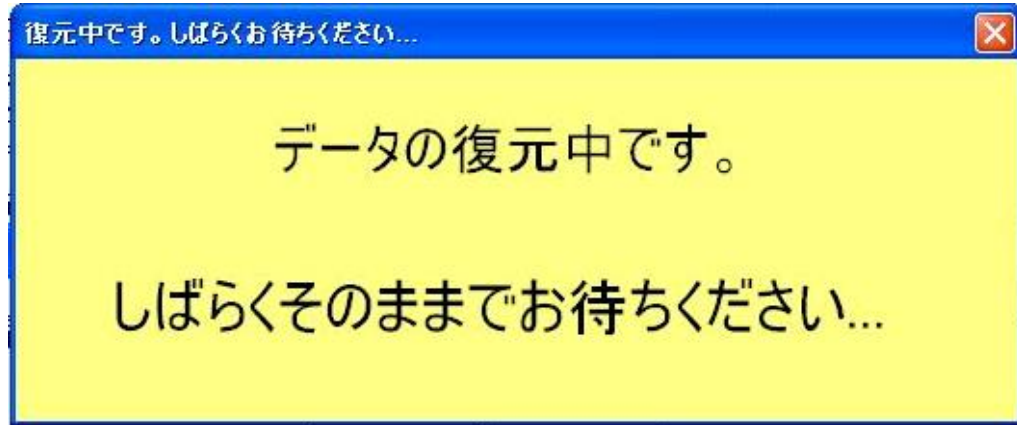 復元中です。しばらくお待ちください...
データの復元中です。
しばらくそのままでお待ちください...